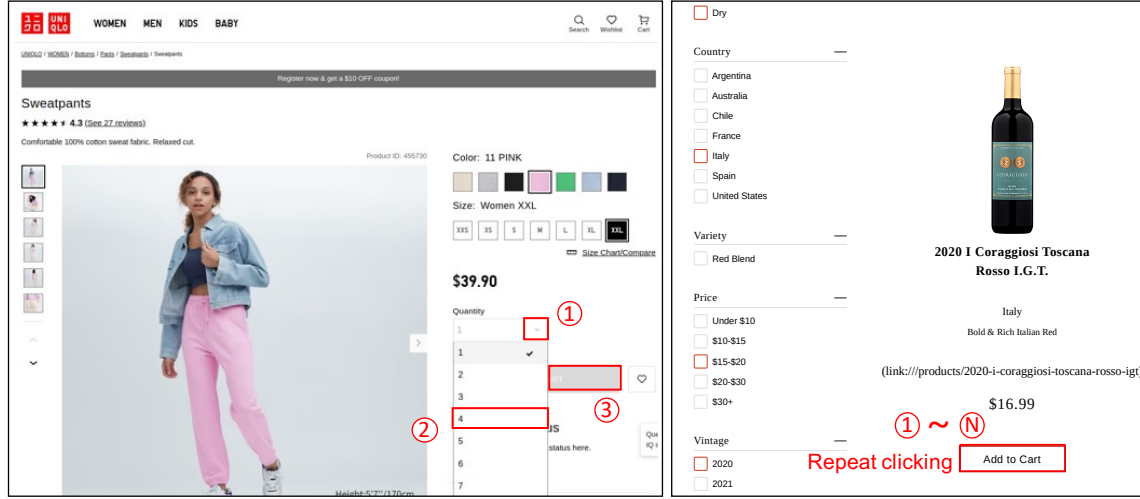 ユニ
クロ
UNI
QLO
WOMEN MEN KIDS BABY
Search Wishlist Cart
UNIQLO / WOMEN / Bottoms / Pants / Sweatpants / Sweatpants
Register now & get a $10 OFF coupon!
Sweatpants
4.3 (See 27 reviews)
Comfortable 100% cotton sweat fabric. Relaxed cut.
Product ID: 455730
Color: 11 PINK
Size: Women XXL
XXS XS S M L XL XXL
Size Chart/Compare
$39.90
Quantity
①
1
1
2
3
4
5
6
7
②
③
US
status here.
Height:5'7"/170cm
Dry
Country
Argentina
Australia
Chile
France
Italy
Spain
United States
Variety
Red Blend
Price
Under $10
$10-$15
$15-$20
$20-$30
$30+
Vintage
2020
2021
2020 I Coraggiosi Toscana
Rosso I.G.T.
Italy
Bold & Rich Italian Red
(link:///products/2020-i-coraggiosi-toscana-rosso-igt)
$16.99
① ~ Ⓝ
Repeat clicking
Add to Cart